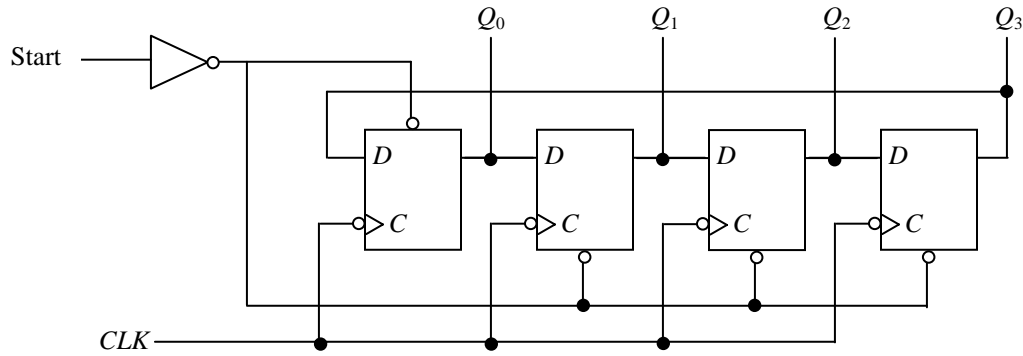 Q₀ Q₁ Q₂ Q₃
Start
D D D D
C C C C
CLK